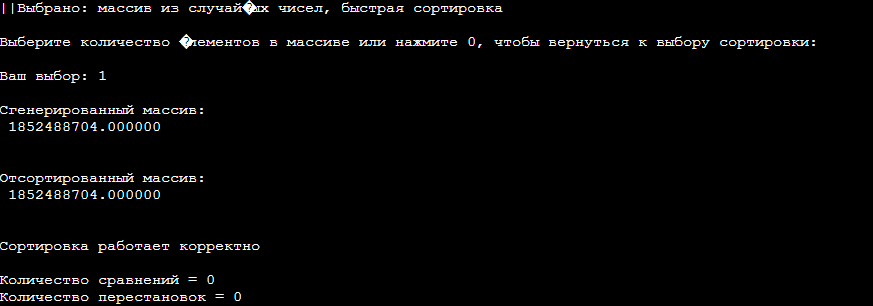 ||Выбрано: массив из случай�ых чисел, быстрая сортировка
Выберите количество �лементов в массиве или нажмите 0, чтобы вернуться к выбору сортировки:
Ваш выбор: 1
Сгенерированный массив:
1852488704.000000
Отсортированный массив:
1852488704.000000
Сортировка работает корректно
Количество сравнений = 0
Количество перестановок = 0